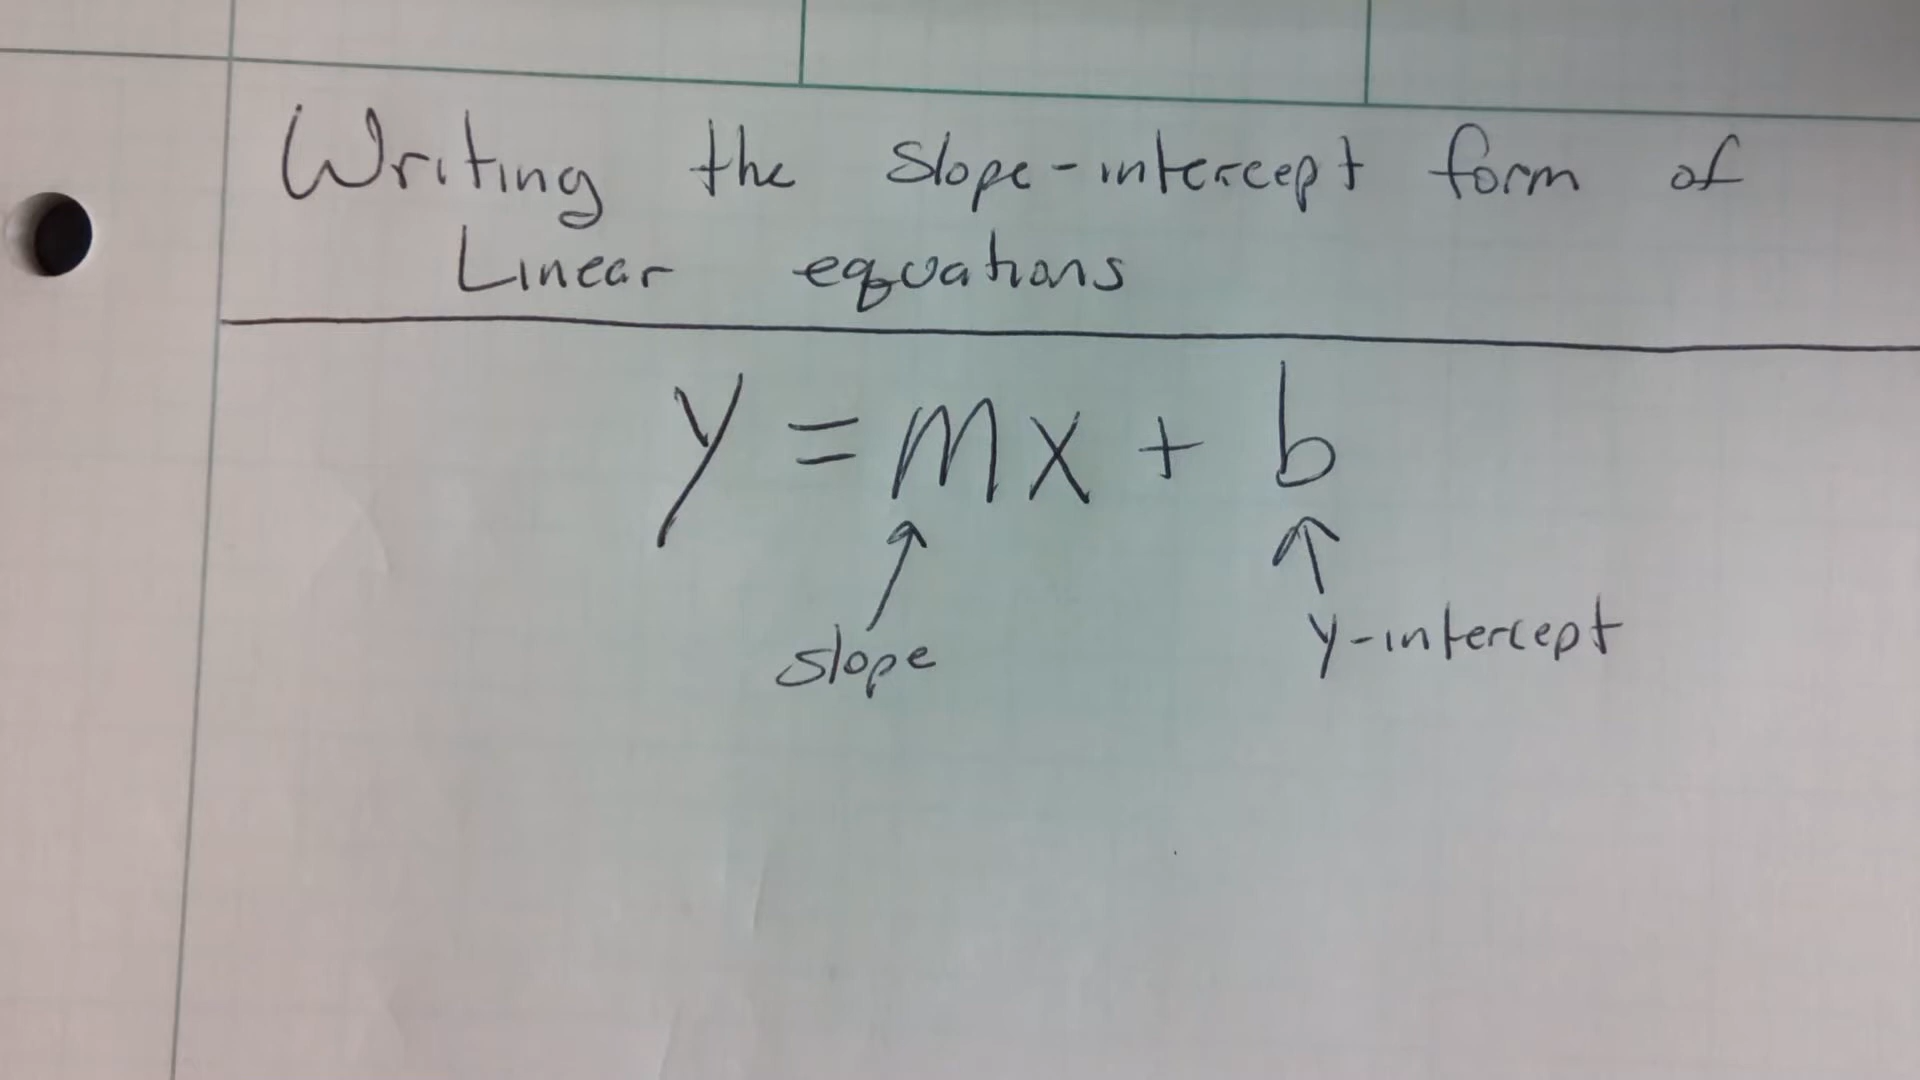 Writing the slope-intercept form of
Linear equations
y = mx + b
slope
y-intercept